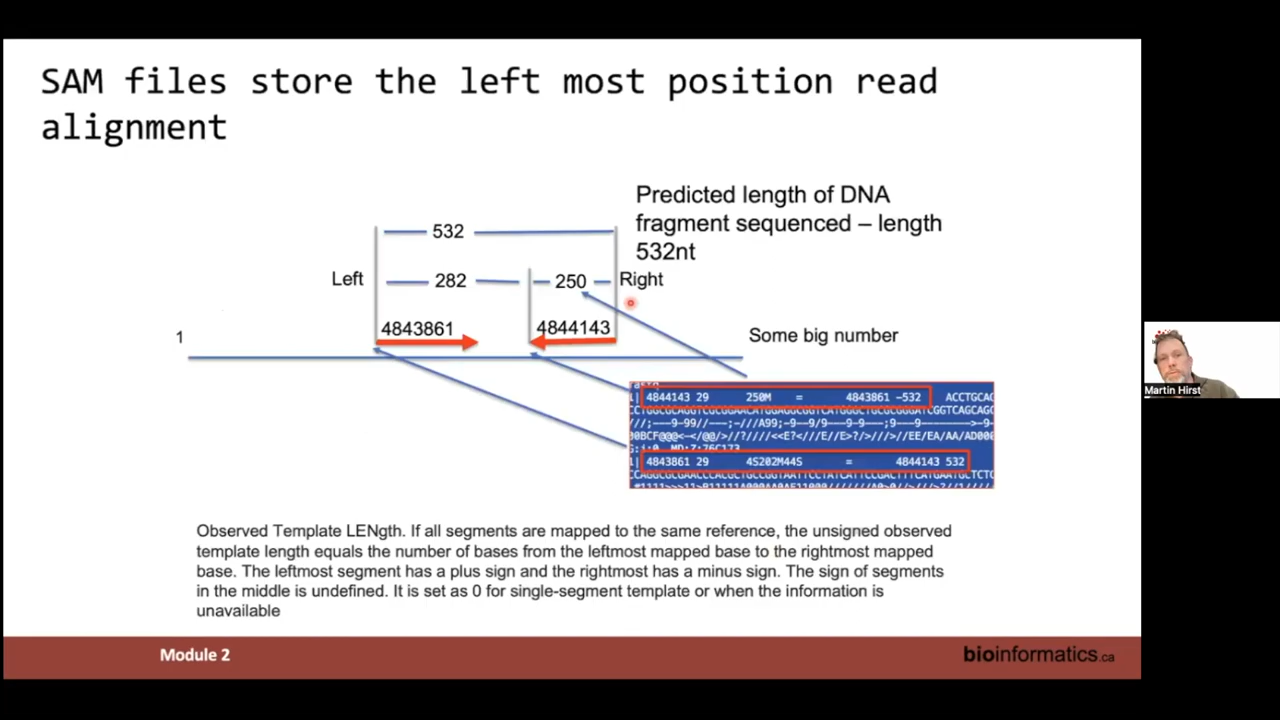 SAM files store the left most position read
alignment
Predicted length of DNA
fragment sequenced – length
532nt
532
Left
282
250
Right
4843861
4844143
1
Some big number
4844143 29 250M = 4843861 -532 ACCTGCAG
4843861 29 4S202M44S = 4844143 532
Observed Template LENgth. If all segments are mapped to the same reference, the unsigned observed
template length equals the number of bases from the leftmost mapped base to the rightmost mapped
base. The leftmost segment has a plus sign and the rightmost has a minus sign. The sign of segments
in the middle is undefined. It is set as 0 for single-segment template or when the information is
unavailable
Module 2
bioinformatics.ca
Martin Hirst